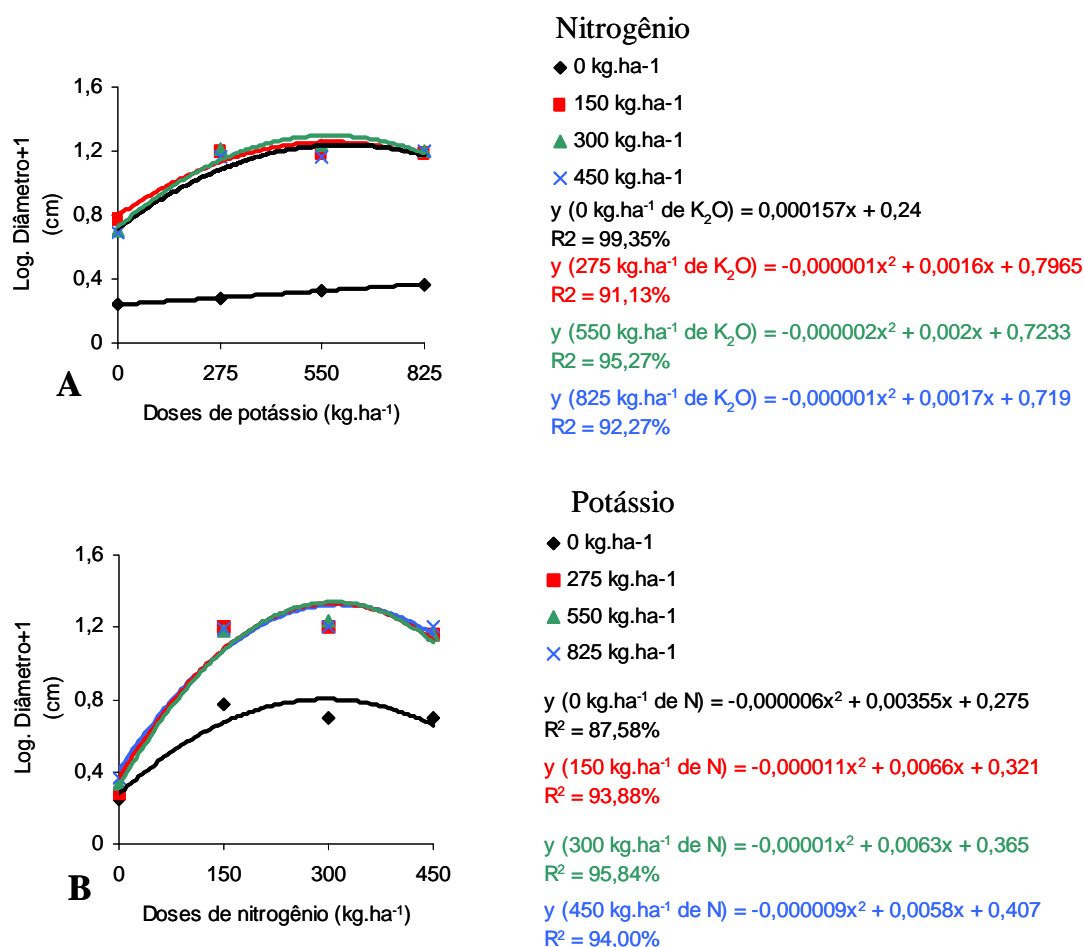 Nitrogênio
0 kg.ha-1
150 kg.ha-1
300 kg.ha-1
450 kg.ha-1
y (0 kg.ha⁻¹ de K₂O) = 0,000157x + 0,24
R2 = 99,35%
y (275 kg.ha⁻¹ de K₂O) = -0,000001x² + 0,0016x + 0,7965
R2 = 91,13%
y (550 kg.ha⁻¹ de K₂O) = -0,000002x² + 0,002x + 0,7233
R2 = 95,27%
y (825 kg.ha⁻¹ de K₂O) = -0,000001x² + 0,0017x + 0,719
R2 = 92,27%
Log. Diâmetro+1
(cm)
1,6
1,2
0,8
0,4
0
0 275 550 825
A
Doses de potássio (kg.ha⁻¹)
Potássio
0 kg.ha-1
275 kg.ha-1
550 kg.ha-1
825 kg.ha-1
y (0 kg.ha⁻¹ de N) = -0,000006x² + 0,00355x + 0,275
R² = 87,58%
y (150 kg.ha⁻¹ de N) = -0,000011x² + 0,0066x + 0,321
R² = 93,88%
y (300 kg.ha⁻¹ de N) = -0,00001x² + 0,0063x + 0,365
R² = 95,84%
y (450 kg.ha⁻¹ de N) = -0,000009x² + 0,0058x + 0,407
R² = 94,00%
Log. Diâmetro+1
(cm)
1,6
1,2
0,8
0,4
0
0 150 300 450
B
Doses de nitrogênio (kg.ha⁻¹)